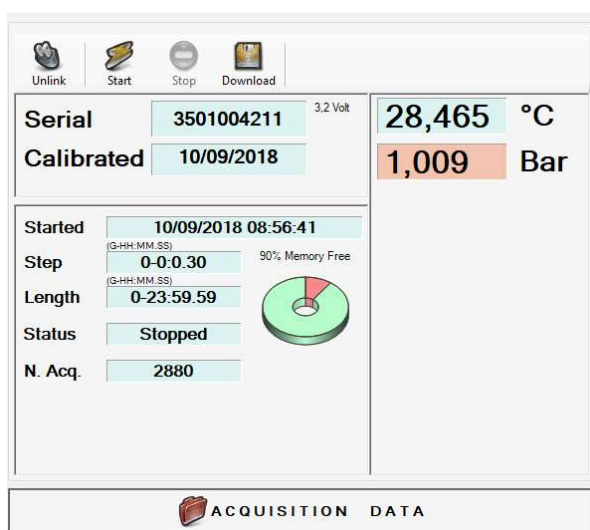 Unlink Start Stop Download
Serial 3501004211 3,2 Volt
Calibrated 10/09/2018
28,465 °C
1,009 Bar
Started 10/09/2018 08:56:41
(G-HH:MM.SS)
Step 0-0:0.30 90% Memory Free
(G-HH:MM.SS)
Length 0-23:59.59
Status Stopped
N. Acq. 2880
ACQUISITION DATA